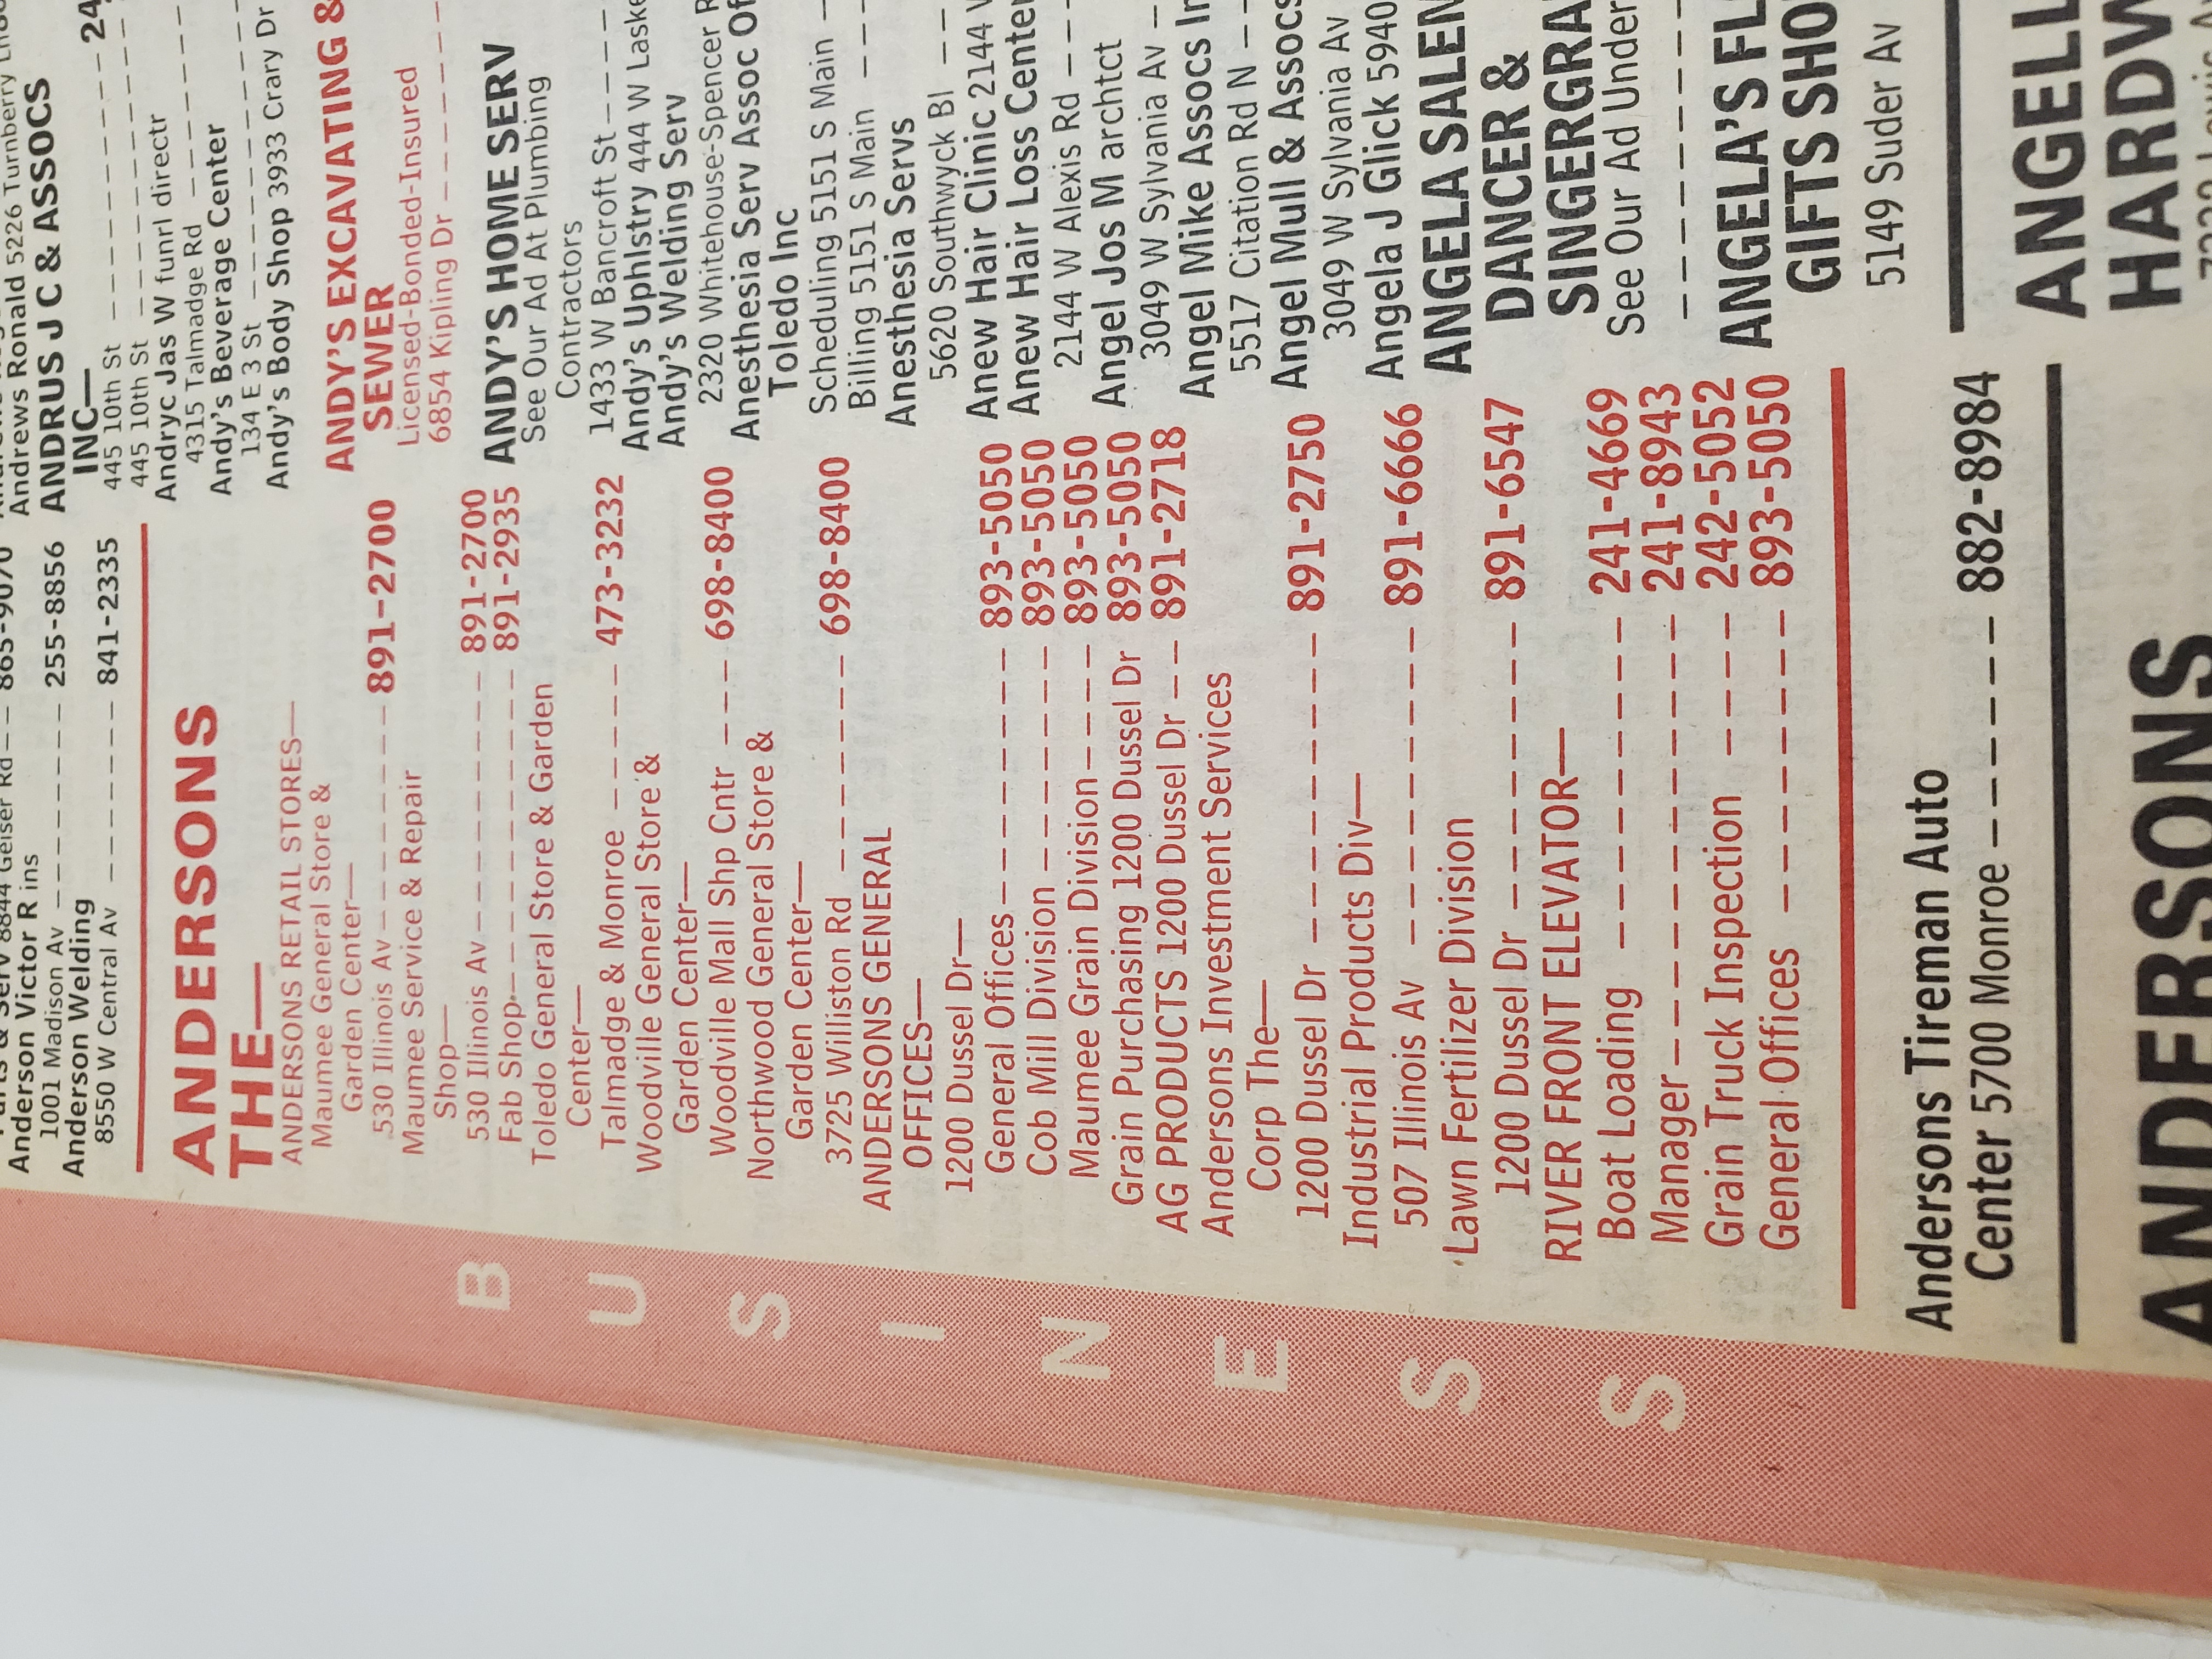 Anderson Victor R ins
1001 Madison Av ------ 255-8856
Anderson Welding
8550 W Central Av ----- 841-2335
ANDERSONS
THE—
ANDERSONS RETAIL STORES—
Maumee General Store &
Garden Center—
530 Illinois Av ------ 891-2700
Maumee Service & Repair
Shop—
530 Illinois Av -------- 891-2700
Fab Shop -------- 891-2935
Toledo General Store & Garden
Center—
Talmadge & Monroe ----- 473-3232
Woodville General Store &
Garden Center—
Woodville Mall Shp Cntr --- 698-8400
Northwood General Store &
Garden Center—
3725 Williston Rd ------ 698-8400
ANDERSONS GENERAL
OFFICES—
1200 Dussel Dr—
General Offices -------- 893-5050
Cob Mill Division ------- 893-5050
Maumee Grain Division ---- 893-5050
Grain Purchasing 1200 Dussel Dr 893-5050
AG PRODUCTS 1200 Dussel Dr -- 891-2718
Andersons Investment Services
Corp The—
1200 Dussel Dr --------- 891-2750
Industrial Products Div—
507 Illinois Av --------- 891-6666
Lawn Fertilizer Division
1200 Dussel Dr -------- 891-6547
RIVER FRONT ELEVATOR—
Boat Loading --------- 241-4669
Manager ----------- 241-8943
Grain Truck Inspection ---- 242-5052
General Offices -------- 893-5050
Andersons Tireman Auto
Center 5700 Monroe ------ 882-8984
ANDERSONS
Andrews Ronald 5226 Turnberry
ANDRUS J C & ASSOCS
INC—
445 10th St -------- 24
445 10th St
Andryc Jas W funrl directr
4315 Talmadge Rd
Andy's Beverage Center
134 E 3 St
Andy's Body Shop 3933 Crary Dr
ANDY'S EXCAVATING &
SEWER
Licensed-Bonded-Insured
6854 Kipling Dr
ANDY'S HOME SERV
See Our Ad At Plumbing
Contractors
1433 W Bancroft St
Andy's Uphlstry 444 W Laske
Andy's Welding Serv
2320 Whitehouse-Spencer R
Anesthesia Serv Assoc Of
Toledo Inc
Scheduling 5151 S Main
Billing 5151 S Main
Anesthesia Servs
5620 Southwyck Bl
Anew Hair Clinic 2144
Anew Hair Loss Center
2144 W Alexis Rd
Angel Jos M archtct
3049 W Sylvania Av
Angel Mike Assocs In
5517 Citation Rd N
Angel Mull & Assocs
3049 W Sylvania Av
Angela J Glick 5940
ANGELA SALEN
DANCER &
SINGERGRA
See Our Ad Under
ANGELA'S FL
GIFTS SHO
5149 Suder Av
ANGELL
HARDW
BUSINESS